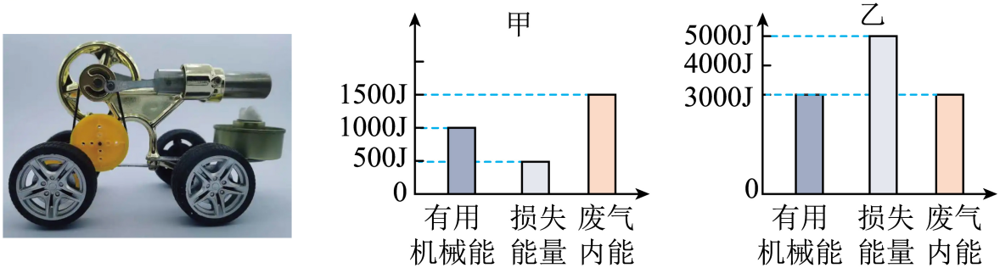 甲
1500J
1000J
500J
0
有用
机械能
损失
能量
废气
内能
乙
5000J
4000J
3000J
0
有用
机械能
损失
能量
废气
内能